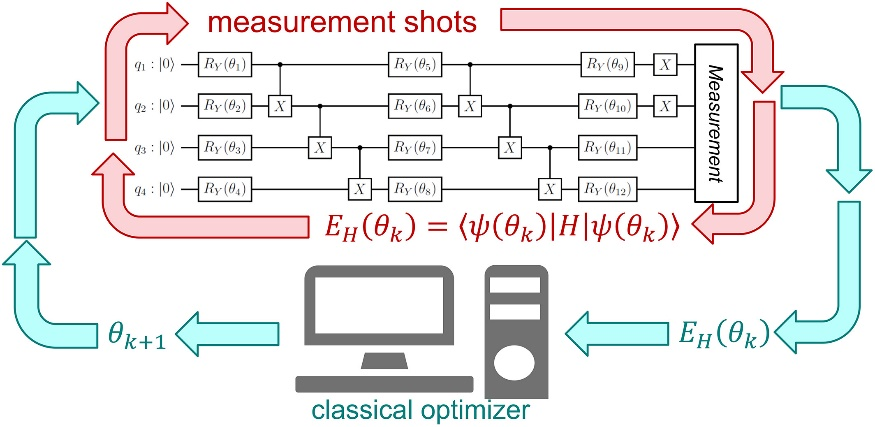 measurement shots
q₁ : |0⟩ R_Y(θ₁) R_Y(θ₅) R_Y(θ₉) X
q₂ : |0⟩ R_Y(θ₂) X R_Y(θ₆) X R_Y(θ₁₀) X
q₃ : |0⟩ R_Y(θ₃) X R_Y(θ₇) X R_Y(θ₁₁)
q₄ : |0⟩ R_Y(θ₄) X R_Y(θ₈) X R_Y(θ₁₂)
Measurement
E_H(θ_k) = ⟨ψ(θ_k)|H|ψ(θ_k)⟩
θ_{k+1}
E_H(θ_k)
classical optimizer